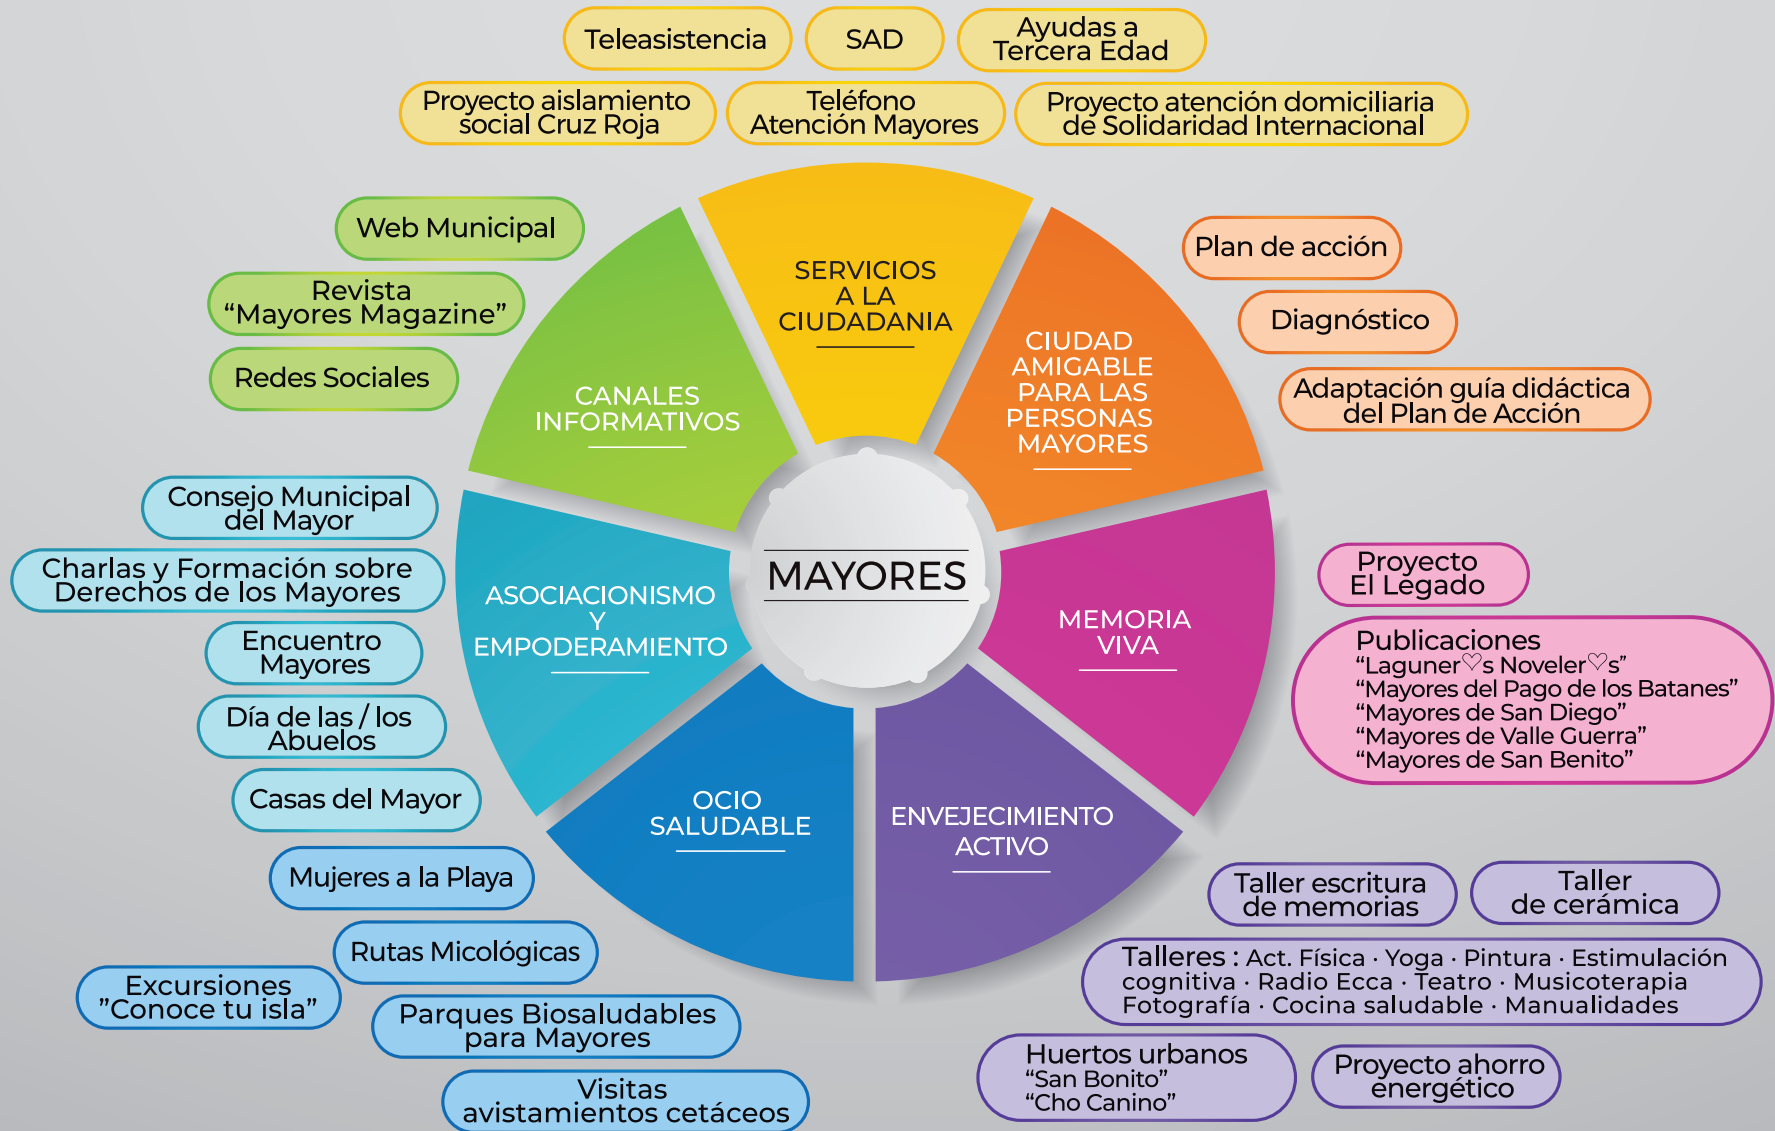 Teleasistencia
SAD
Ayudas a
Tercera Edad
Proyecto aislamiento
social Cruz Roja
Teléfono
Atención Mayores
Proyecto atención domiciliaria
de Solidaridad Internacional
SERVICIOS
A LA
CIUDADANIA
CIUDAD
AMIGABLE
PARA LAS
PERSONAS
MAYORES
Plan de acción
Diagnóstico
Adaptación guía didáctica
del Plan de Acción
MEMORIA
VIVA
Proyecto
El Legado
Publicaciones
“Laguner♡s Noveler♡s”
“Mayores del Pago de los Batanes”
“Mayores de San Diego”
“Mayores de Valle Guerra”
“Mayores de San Benito”
ENVEJECIMIENTO
ACTIVO
Taller escritura
de memorias
Taller
de cerámica
Talleres : Act. Física · Yoga · Pintura · Estimulación
cognitiva · Radio Ecca · Teatro · Musicoterapia
Fotografía · Cocina saludable · Manualidades
Huertos urbanos
“San Bonito”
“Cho Canino”
Proyecto ahorro
energético
OCIO
SALUDABLE
Mujeres a la Playa
Rutas Micológicas
Excursiones
”Conoce tu isla”
Parques Biosaludables
para Mayores
Visitas
avistamientos cetáceos
ASOCIACIONISMO
Y
EMPODERAMIENTO
Consejo Municipal
del Mayor
Charlas y Formación sobre
Derechos de los Mayores
Encuentro
Mayores
Día de las / los
Abuelos
Casas del Mayor
CANALES
INFORMATIVOS
Web Municipal
Revista
“Mayores Magazine”
Redes Sociales
MAYORES